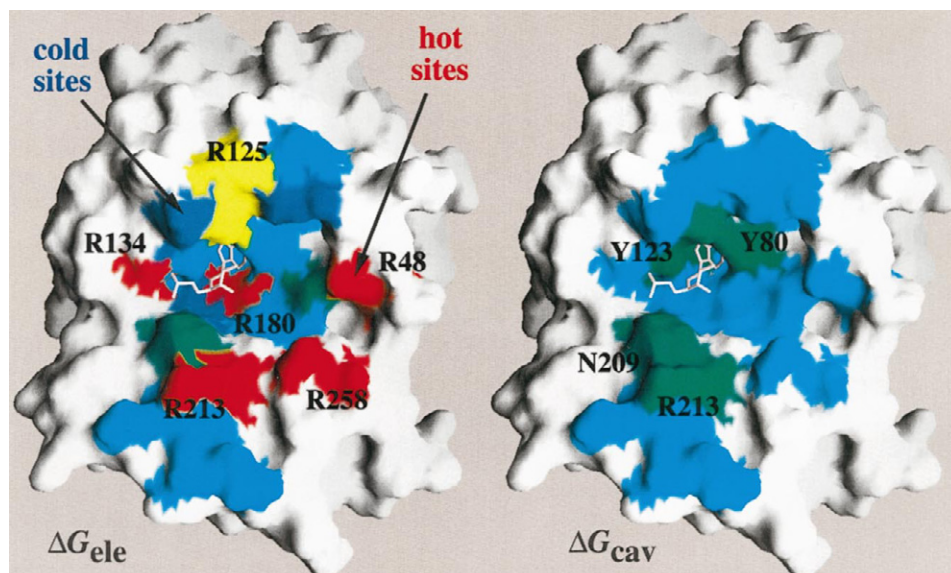 cold
sites
hot
sites
R125
R134
R48
R180
R213
R258
ΔGele
Y123
Y80
N209
R213
ΔGcav